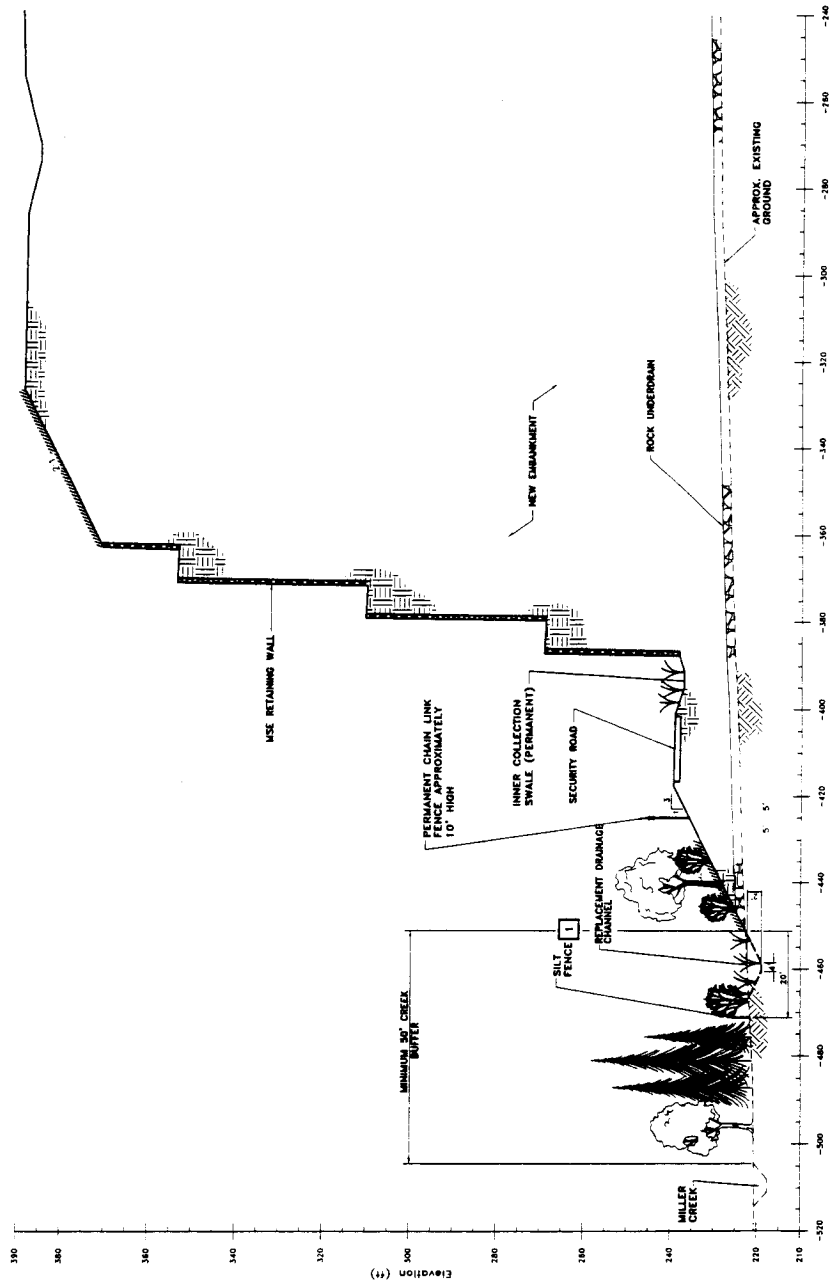 Elevation (ft)
390
380
360
340
320
300
280
260
240
220
210
-520
-500
-480
-460
-440
-420
-400
-380
-360
-340
-320
-300
-280
-260
-240
MINIMUM 50' CREEK
BUFFER
MILLER
CREEK
SILT
FENCE
1
REPLACEMENT DRAINAGE
CHANNEL
20'
PERMANENT CHAIN LINK
FENCE APPROXIMATELY
10' HIGH
3
5 5'
INNER COLLECTION
SWALE (PERMANENT)
SECURITY ROAD
MSE RETAINING WALL
2
NEW EMBANKMENT
ROCK UNDERDRAIN
APPROX. EXISTING
GROUND